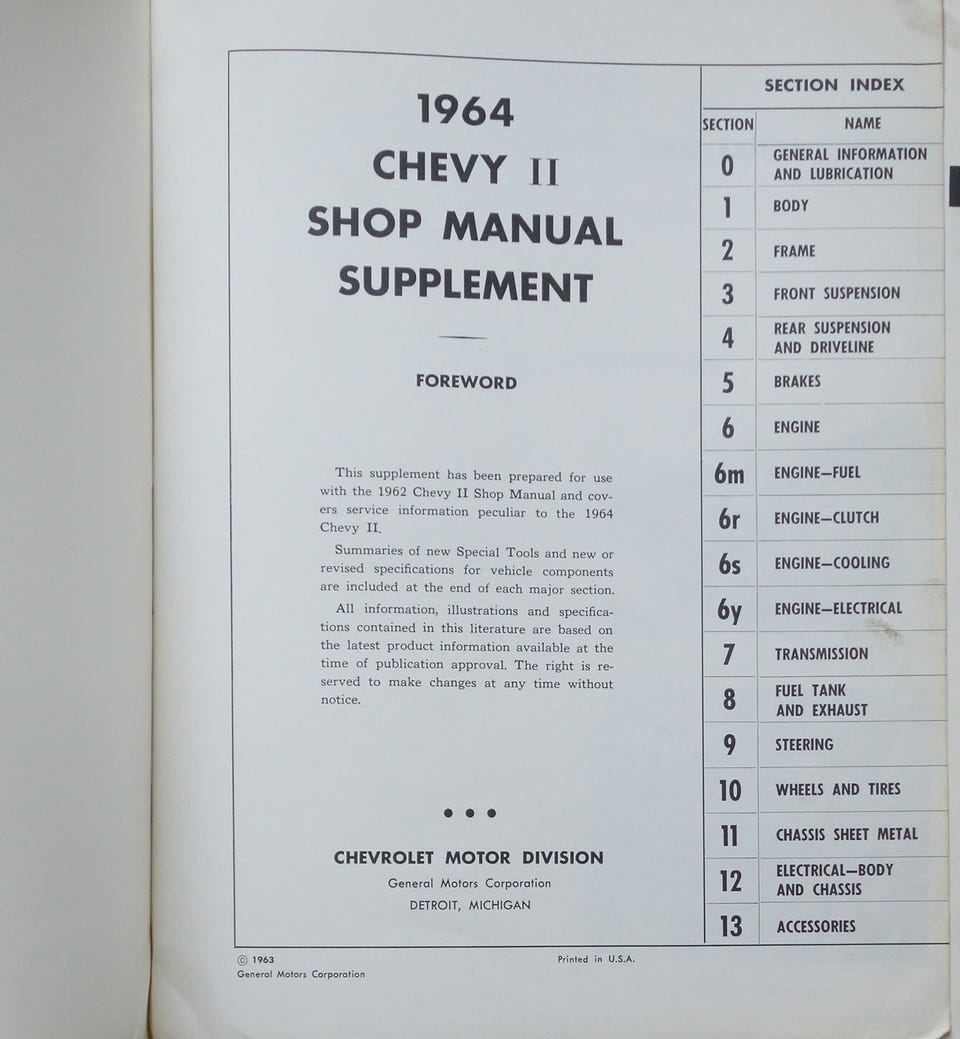 1964
CHEVY II
SHOP MANUAL
SUPPLEMENT
FOREWORD
This supplement has been prepared for use
with the 1962 Chevy II Shop Manual and cov-
ers service information peculiar to the 1964
Chevy II.
Summaries of new Special Tools and new or
revised specifications for vehicle components
are included at the end of each major section.
All information, illustrations and specifica-
tions contained in this literature are based on
the latest product information available at the
time of publication approval. The right is re-
served to make changes at any time without
notice.
• • •
CHEVROLET MOTOR DIVISION
General Motors Corporation
DETROIT, MICHIGAN
SECTION INDEX
SECTION NAME
0 GENERAL INFORMATION
AND LUBRICATION
1 BODY
2 FRAME
3 FRONT SUSPENSION
4 REAR SUSPENSION
AND DRIVELINE
5 BRAKES
6 ENGINE
6m ENGINE—FUEL
6r ENGINE—CLUTCH
6s ENGINE—COOLING
6y ENGINE—ELECTRICAL
7 TRANSMISSION
8 FUEL TANK
AND EXHAUST
9 STEERING
10 WHEELS AND TIRES
11 CHASSIS SHEET METAL
12 ELECTRICAL—BODY
AND CHASSIS
13 ACCESSORIES
© 1963 Printed in U.S.A.
General Motors Corporation